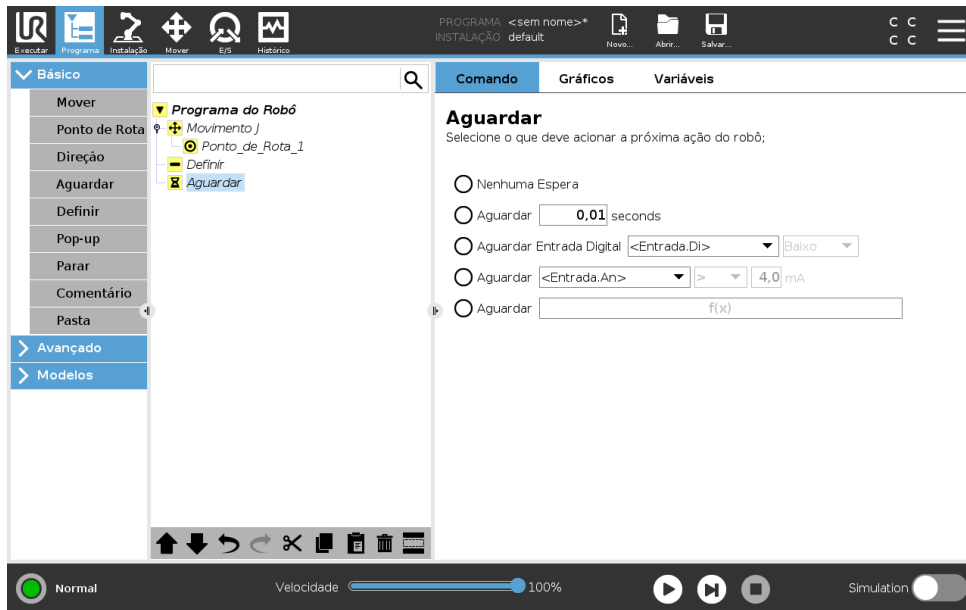 UR
Executar
Programa
Instalação
Mover
E/S
Histórico
PROGRAMA <sem nome>*
INSTALAÇÃO default
Novo...
Abrir...
Salvar...
C C
C C
Básico
Mover
Ponto de Rota
Direção
Aguardar
Definir
Pop-up
Parar
Comentário
Pasta
Avançado
Modelos
Programa do Robô
Movimento J
Ponto_de_Rota_1
Definir
Aguardar
Comando Gráficos Variáveis
Aguardar
Selecione o que deve acionar a próxima ação do robô;
Nenhuma Espera
Aguardar 0,01 seconds
Aguardar Entrada Digital <Entrada.Di> Baixo
Aguardar <Entrada.An> > 4,0 mA
Aguardar f(x)
Normal
Velocidade 100%
Simulation